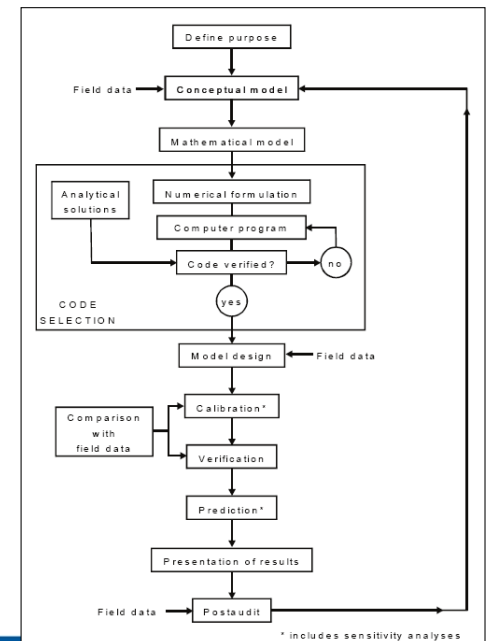 Define purpose
Field data
Conceptual model
Mathematical model
Analytical
solutions
Numerical formulation
Computer program
Code verified?
no
yes
CODE
SELECTION
Model design
Field data
Calibration*
Comparison
with
field data
Verification
Prediction*
Presentation of results
Field data
Postaudit
* includes sensitivity analyses